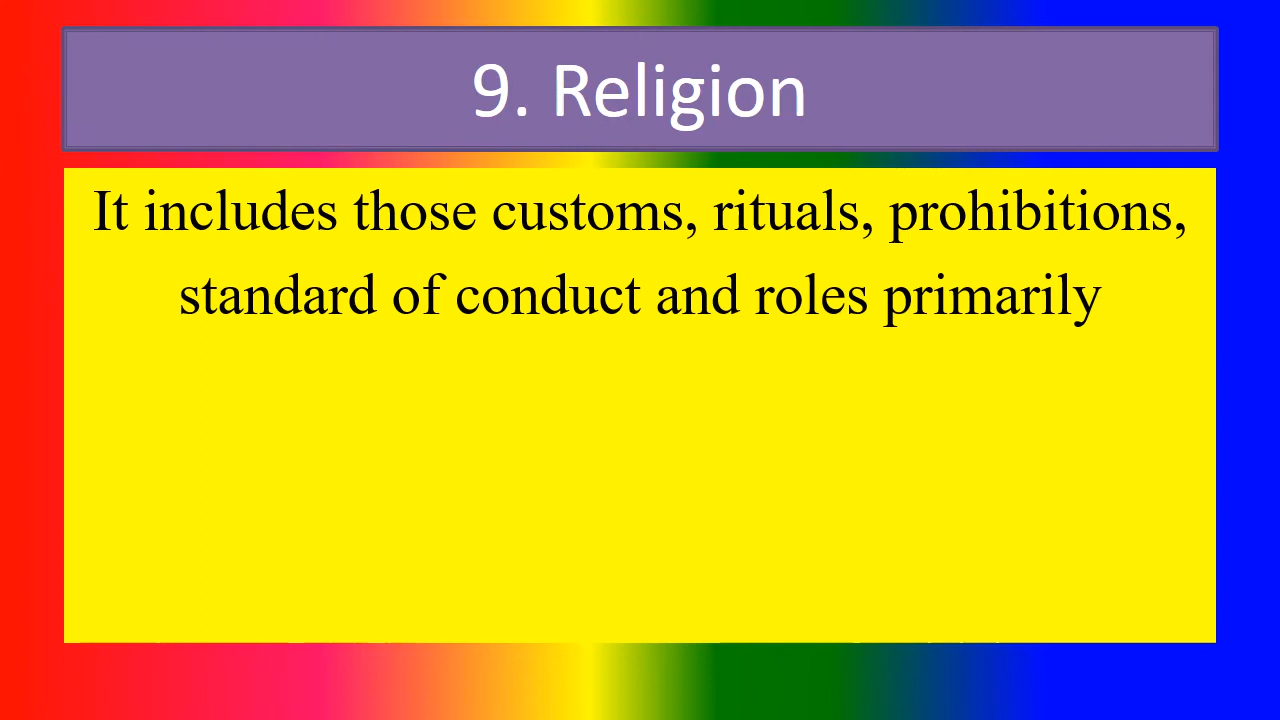 9. Religion
It includes those customs, rituals, prohibitions,
standard of conduct and roles primarily